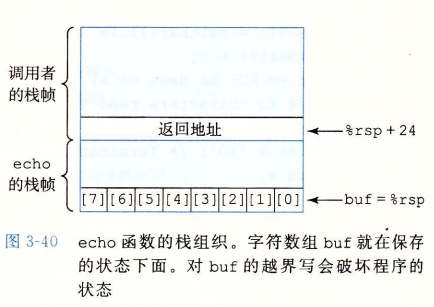 调用者
的栈帧
返回地址
%rsp+24
echo
的栈帧
[7][6][5][4][3][2][1][0]
buf=%rsp
图 3-40 echo 函数的栈组织。字符数组 buf 就在保存
的状态下面。对 buf 的越界写会破坏程序的
状态